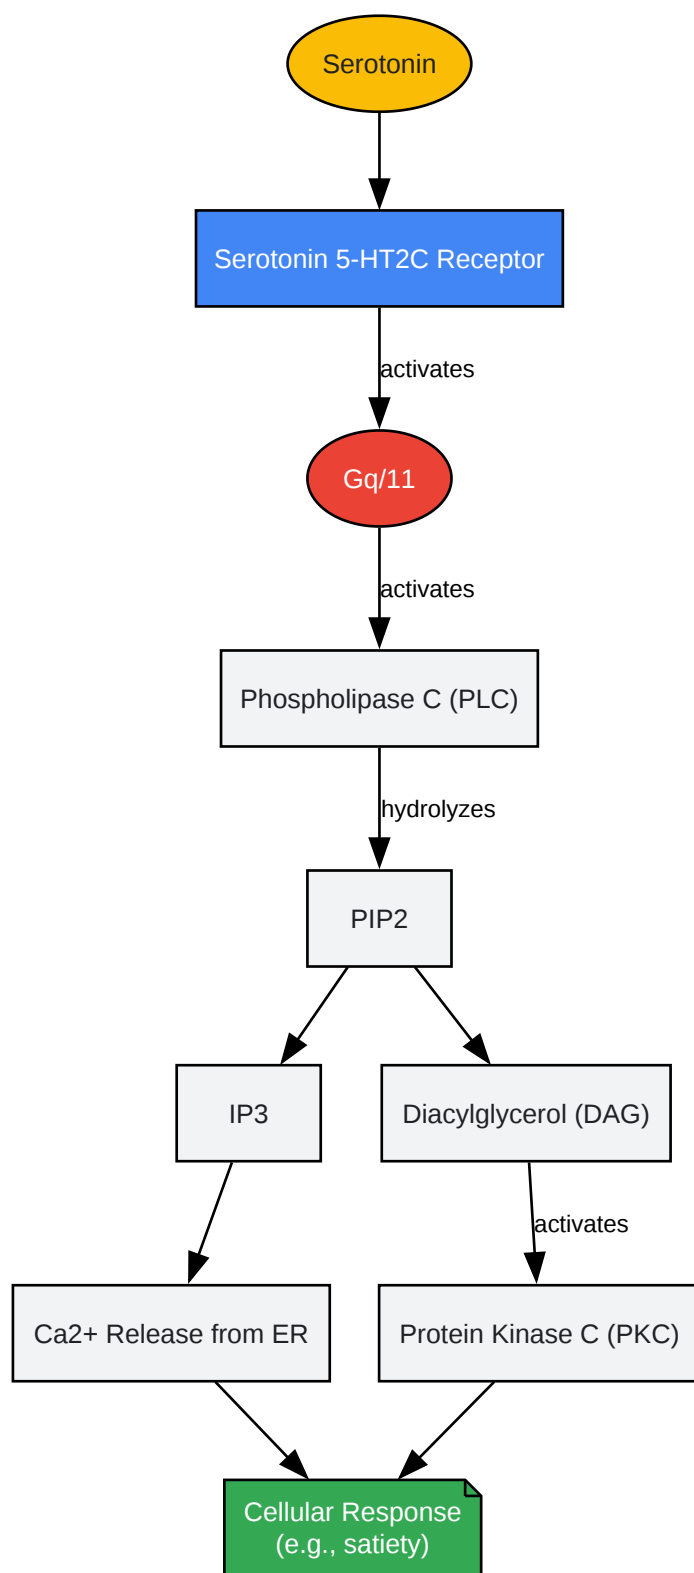 Serotonin
Serotonin 5-HT2C Receptor
activates
Gq/11
activates
Phospholipase C (PLC)
hydrolyzes
PIP2
IP3
Diacylglycerol (DAG)
activates
Ca2+ Release from ER
Protein Kinase C (PKC)
Cellular Response
(e.g., satiety)